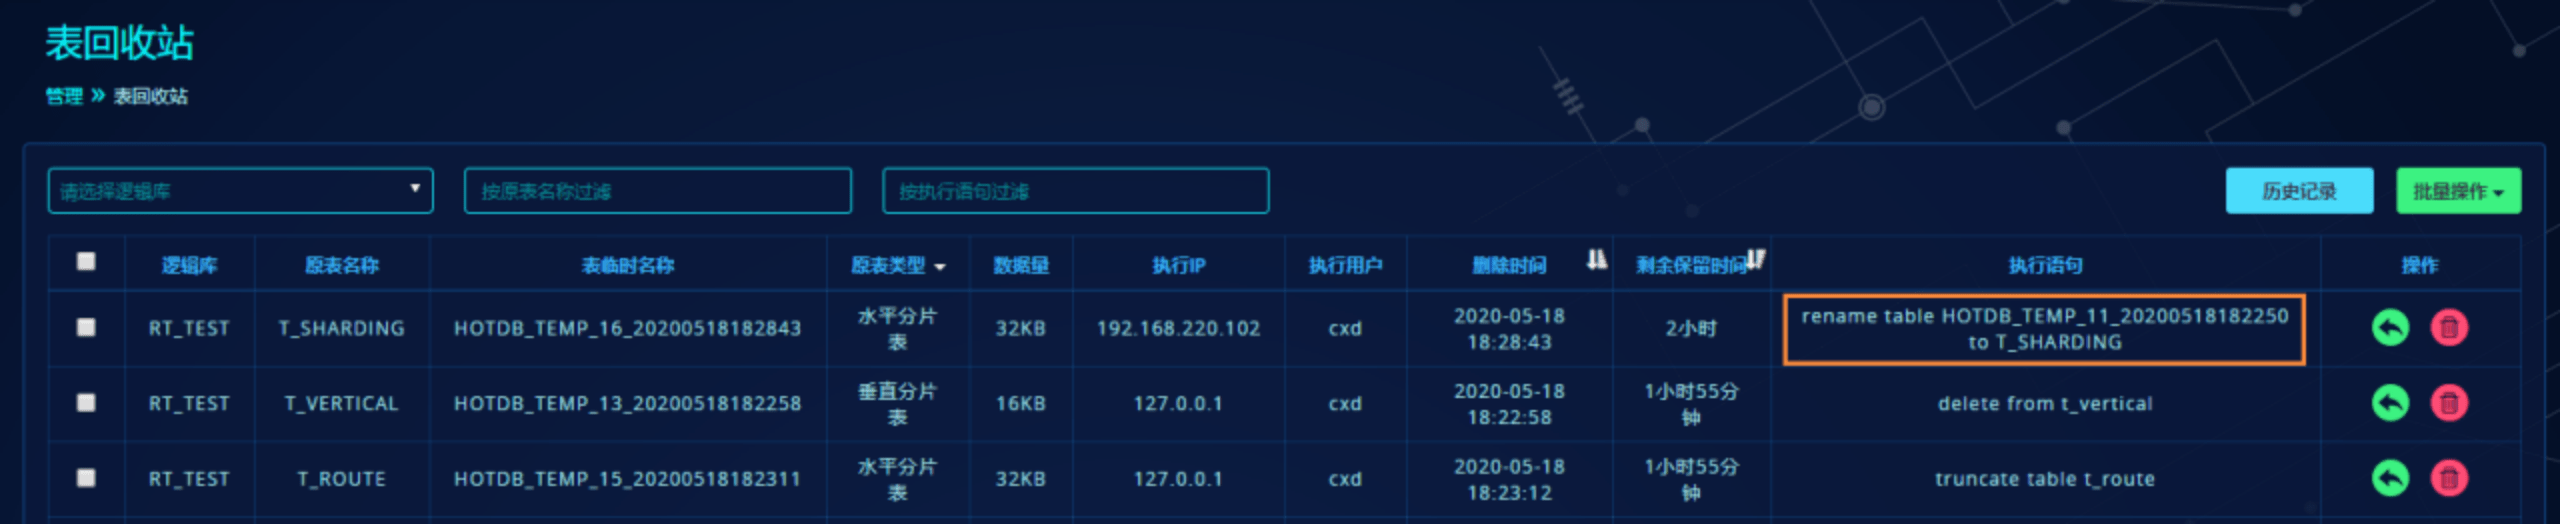 表回收站
管理 » 表回收站
请选择逻辑库 按原表名称过滤 按执行语句过滤 历史记录 批量操作
逻辑库 原表名称 表临时名称 原表类型 数据量 执行IP 执行用户 删除时间 剩余保留时间 执行语句 操作
RT_TEST T_SHARDING HOTDB_TEMP_16_20200518182843 水平分片表 32KB 192.168.220.102 cxd 2020-05-18 18:28:43 2小时 rename table HOTDB_TEMP_11_20200518182250 to T_SHARDING
RT_TEST T_VERTICAL HOTDB_TEMP_13_20200518182258 垂直分片表 16KB 127.0.0.1 cxd 2020-05-18 18:22:58 1小时55分钟 delete from t_vertical
RT_TEST T_ROUTE HOTDB_TEMP_15_20200518182311 水平分片表 32KB 127.0.0.1 cxd 2020-05-18 18:23:12 1小时55分钟 truncate table t_route